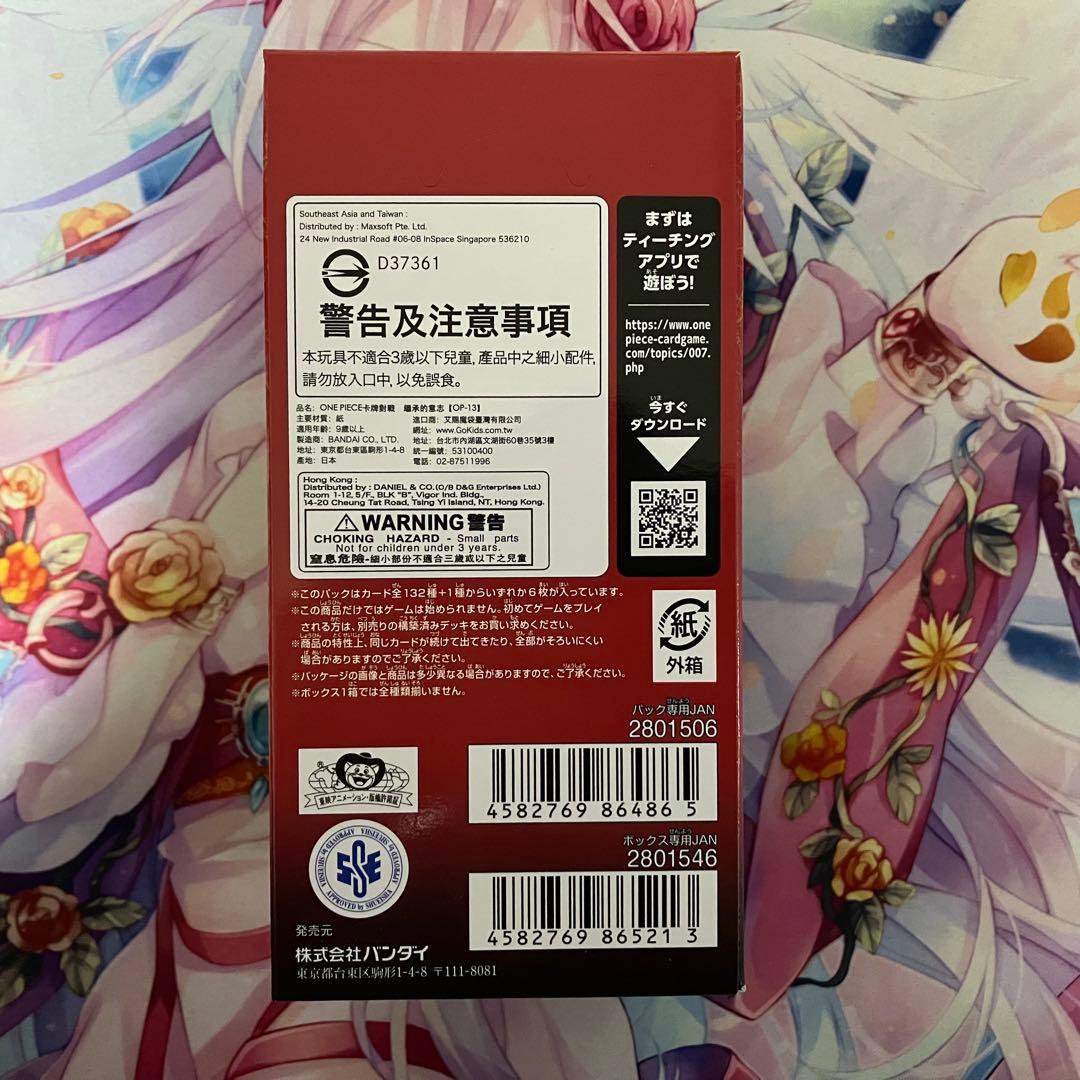 Southeast Asia and Taiwan :
Distributed by : Maxsoft Pte. Ltd.
24 New Industrial Road #06-08 InSpace Singapore 536210
D37361
警告及注意事項
本玩具不適合3歲以下兒童, 產品中之細小配件,
請勿放入口中, 以免誤食。
品名: ONE PIECE卡牌對戰 繼承的意志【OP-13】
主要材質: 紙
適用年齡: 9歲以上
製造商: BANDAI CO., LTD.
地址: 東京都台東區駒形1-4-8
產地: 日本
進口商: 艾賜魔袋臺灣有限公司
網址: www.GoKids.com.tw
地址: 台北市內湖區文湖街60巷35號3樓
統一編號: 53100400
電話: 02-87511996
Hong Kong :
Distributed by : DANIEL & CO.(O/B D&G Enterprises Ltd.)
Room 1-12, 5/F., BLK "B", Vigor Ind. Bldg.,
14-20 Cheung Tat Road, Tsing Yi Island, NT, Hong Kong.
WARNING 警告
CHOKING HAZARD - Small parts
Not for children under 3 years.
窒息危險-細小部份不適合三歲或以下之兒童
まずは
ティーチング
アプリで
遊ぼう!
https://www.one
piece-cardgame.
com/topics/007.
php
今すぐ
ダウンロード
※このパックはカード全132種+1種からいずれか6枚が入っています。
※この商品だけではゲームは始められません。初めてゲームをプレイ
される方は、別売りの構築済みデッキをお買い求めください。
※商品の特性上、同じカードが続けて出てきたり、全部がそろいにくい
場合がありますのでご了承ください。
※パッケージの画像と商品は多少異なる場合がありますので、ご了承ください。
※ボックス1箱では全種類揃いません。
紙
外箱
パック専用JAN
2801506
4582769 86486 5
ボックス専用JAN
2801546
4582769 86521 3
東映アニメーション・版権許諾証
APPROVED by SHUEISHA
発売元
株式会社バンダイ
東京都台東区駒形1-4-8 〒111-8081